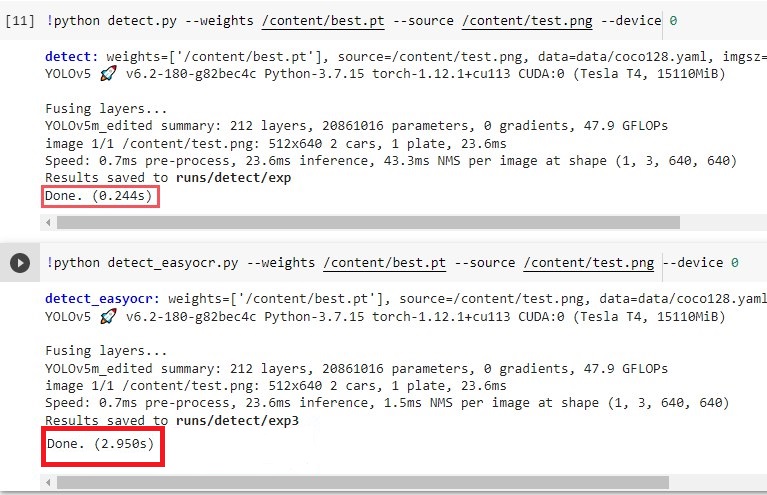 [11] !python detect.py --weights /content/best.pt --source /content/test.png --device 0
detect: weights=['/content/best.pt'], source=/content/test.png, data=data/coco128.yaml, imgsz=
YOLOv5 🚀 v6.2-180-g82bec4c Python-3.7.15 torch-1.12.1+cu113 CUDA:0 (Tesla T4, 15110MiB)
Fusing layers...
YOLOv5m_edited summary: 212 layers, 20861016 parameters, 0 gradients, 47.9 GFLOPs
image 1/1 /content/test.png: 512x640 2 cars, 1 plate, 23.6ms
Speed: 0.7ms pre-process, 23.6ms inference, 43.3ms NMS per image at shape (1, 3, 640, 640)
Results saved to runs/detect/exp
Done. (0.244s)
!python detect_easyocr.py --weights /content/best.pt --source /content/test.png --device 0
detect_easyocr: weights=['/content/best.pt'], source=/content/test.png, data=data/coco128.yaml
YOLOv5 🚀 v6.2-180-g82bec4c Python-3.7.15 torch-1.12.1+cu113 CUDA:0 (Tesla T4, 15110MiB)
Fusing layers...
YOLOv5m_edited summary: 212 layers, 20861016 parameters, 0 gradients, 47.9 GFLOPs
image 1/1 /content/test.png: 512x640 2 cars, 1 plate, 23.6ms
Speed: 0.7ms pre-process, 23.6ms inference, 1.5ms NMS per image at shape (1, 3, 640, 640)
Results saved to runs/detect/exp3
Done. (2.950s)